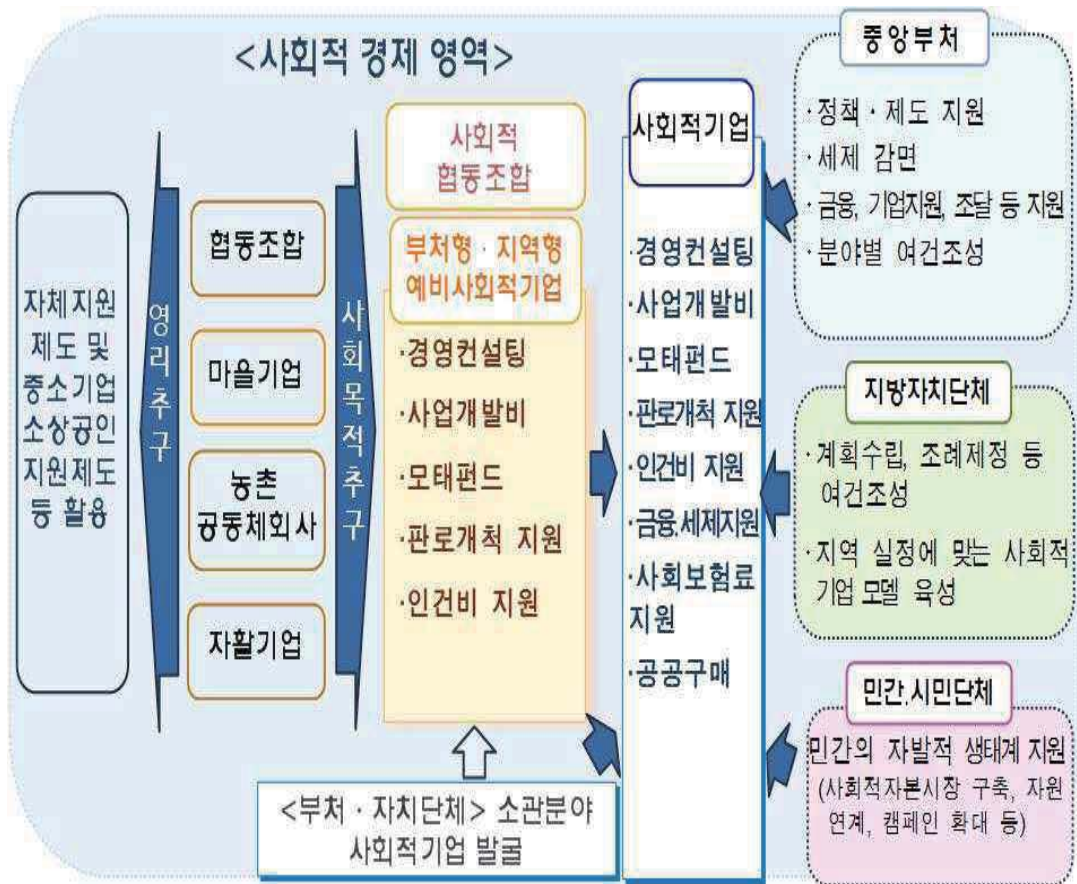 <사회적 경제 영역>
자체지원
제도 및
중소기업
소상공인
지원제도
등 활용
영리추구
협동조합
마을기업
농촌
공동체회사
자활기업
사회목적추구
사회적
협동조합
부처형·지역형
예비사회적기업
·경영컨설팅
·사업개발비
·모태펀드
·판로개척 지원
·인건비 지원
<부처·자치단체> 소관분야
사회적기업 발굴
사회적기업
·경영컨설팅
·사업개발비
·모태펀드
·판로개척 지원
·인건비 지원
·금융.세제지원
·사회보험료
지원
·공공구매
중앙부처
·정책·제도 지원
·세제 감면
·금융, 기업지원, 조달 등 지원
·분야별 여건조성
지방자치단체
·계획수립, 조례제정 등
여건조성
·지역 실정에 맞는 사회적
기업 모델 육성
민간.시민단체
민간의 자발적 생태계 지원
(사회적자본시장 구축, 자원
연계, 캠페인 확대 등)